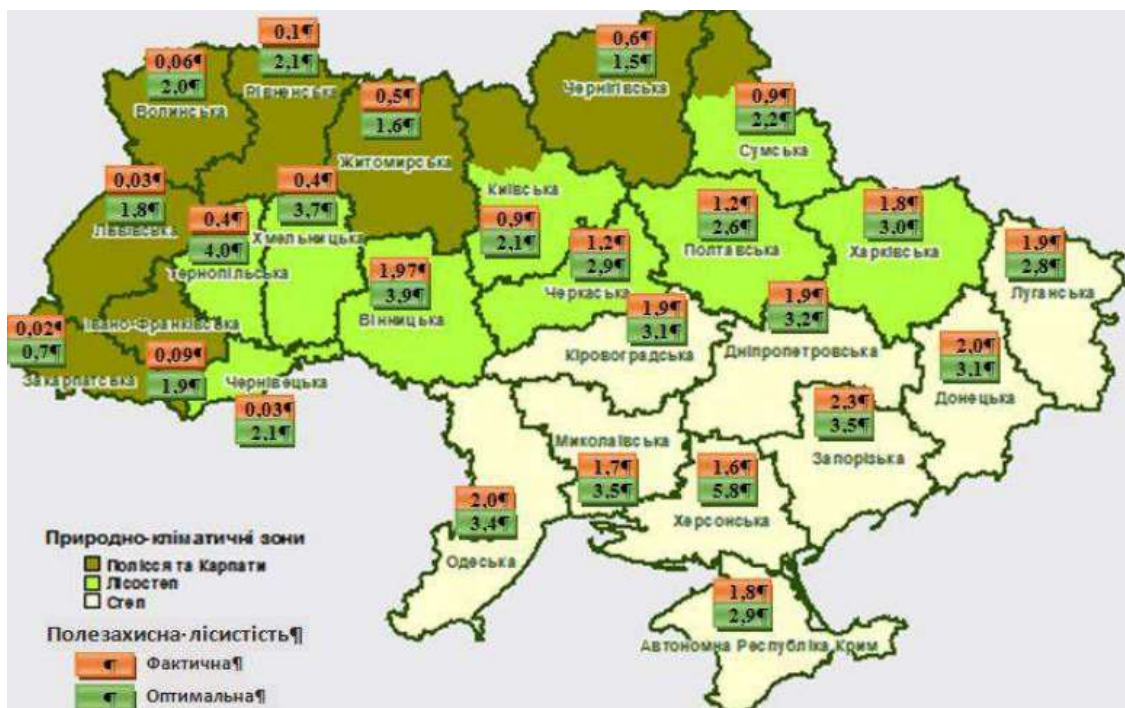 0,1¶
2,1¶
Рівненська
0,06¶
2,0¶
Волинська
0,5¶
1,6¶
Житомирська
0,6¶
1,5¶
Чернігівська
0,9¶
2,2¶
Сумська
0,03¶
1,8¶
Львівська
0,4¶
4,0¶
Тернопільська
0,4¶
3,7¶
Хмельницька
Київська
0,9¶
2,1¶
1,2¶
2,9¶
Черкаська
1,2¶
2,6¶
Полтавська
1,8¶
3,0¶
Харківська
1,9¶
2,8¶
Луганська
1,97¶
3,9¶
Вінницька
Івано-Франківська
0,09¶
1,9¶
0,02¶
0,7¶
Закарпатська
Чернівецька
0,03¶
2,1¶
1,9¶
3,1¶
Кіровоградська
1,9¶
3,2¶
Дніпропетровська
2,0¶
3,1¶
Донецька
2,3¶
3,5¶
Запорізька
Миколаївська
1,7¶
3,5¶
1,6¶
5,8¶
Херсонська
2,0¶
3,4¶
Одеська
1,8¶
2,9¶
Автономна Республіка Крим
Природно-кліматичні зони
Полісся та Карпати
Лісостеп
Степ
Полезахисна·лісистість¶
¶ Фактична¶
¶ Оптимальна¶